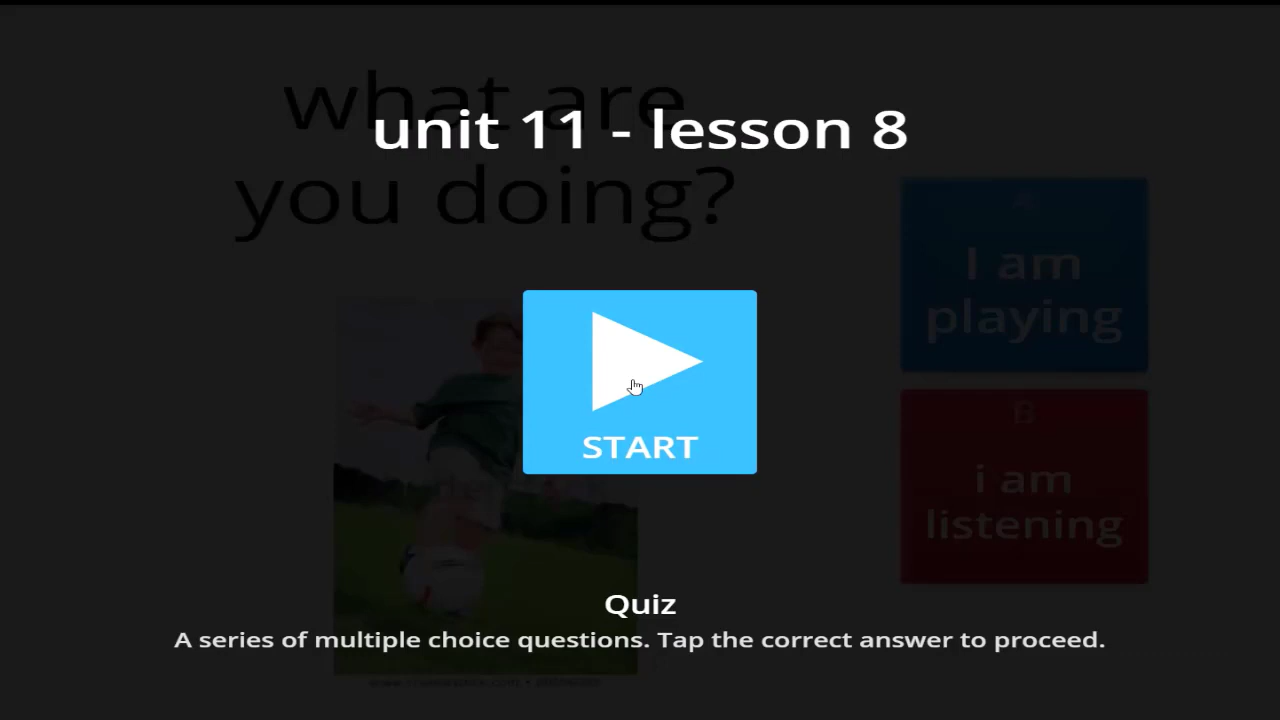 what are
unit 11 - lesson 8
you doing?
A
I am
playing
START
B
i am
listening
Quiz
A series of multiple choice questions. Tap the correct answer to proceed.